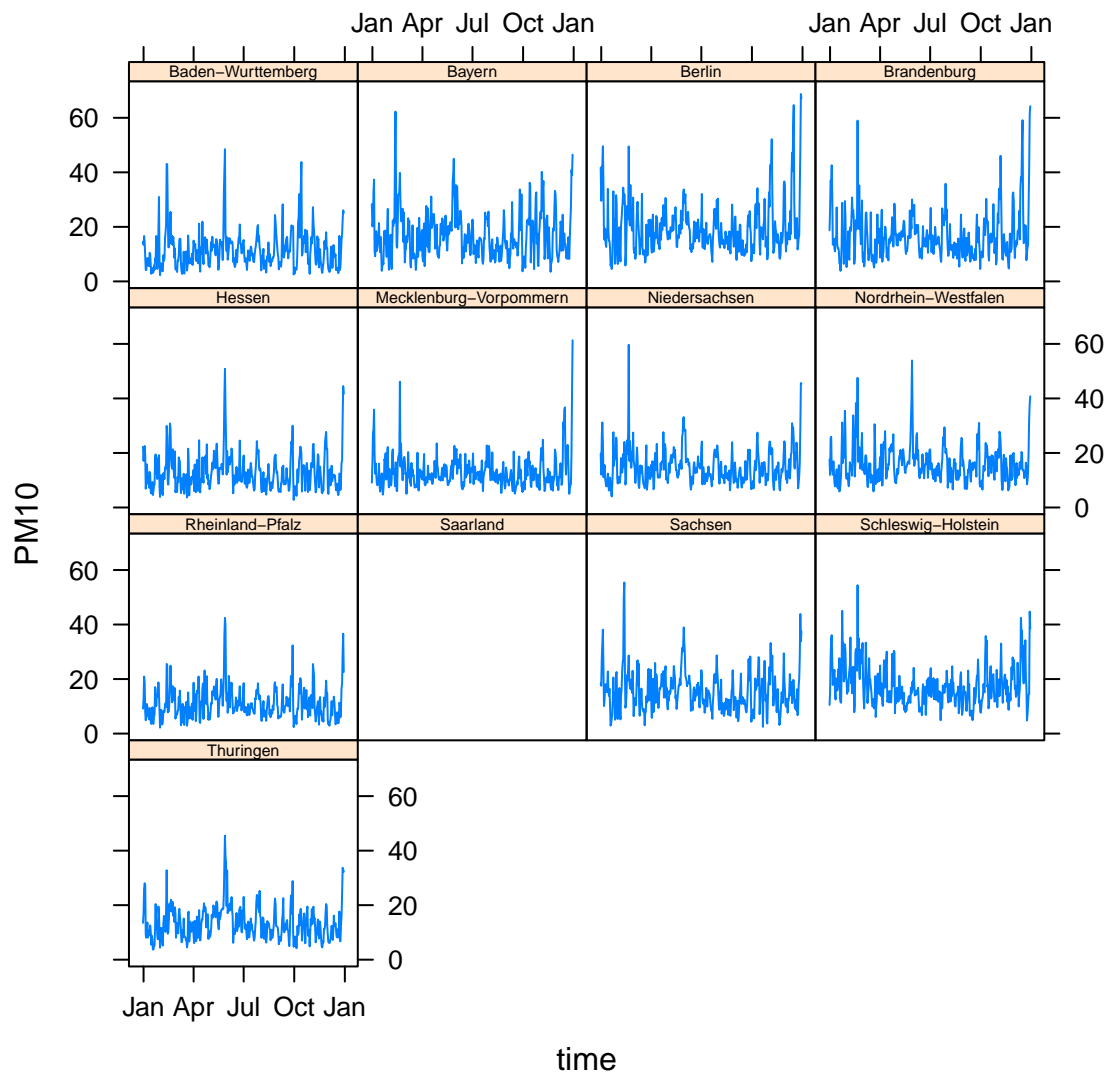 Jan Apr Jul Oct Jan Jan Apr Jul Oct Jan
Baden−Wurttemberg Bayern Berlin Brandenburg
60
40
20
0
Hessen Mecklenburg−Vorpommern Niedersachsen Nordrhein−Westfalen
60
40
20
0
PM10
Rheinland−Pfalz Saarland Sachsen Schleswig−Holstein
60
40
20
0
Thuringen
60
40
20
0
Jan Apr Jul Oct Jan
time